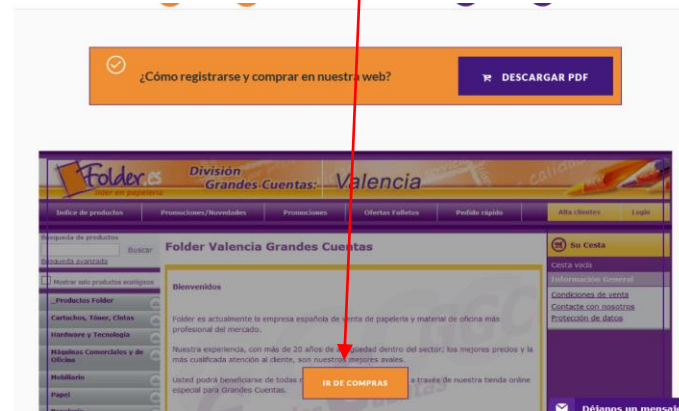 ¿Cómo registrarse y comprar en nuestra web?
DESCARGAR PDF
Folder.es
líder en papelería
División
Grandes Cuentas:
Valencia
calidad
Indice de productos
Promociones/Novedades
Promociones
Ofertas Folletos
Pedido rápido
Alta clientes
Login
Búsqueda de productos
Buscar
Búsqueda avanzada
Mostrar solo productos ecológicos
_Productos Folder
Cartuchos, Tóner, Cintas
Hardware y Tecnología
Máquinas Comerciales y de
Oficina
Mobiliario
Papel
Folder Valencia Grandes Cuentas
Bienvenidos
Folder es actualmente la empresa española de venta de papelería y material de oficina más
profesional del mercado.
Nuestra experiencia, con más de 20 años de antigüedad dentro del sector; los mejores precios y la
más cualificada atención al cliente, son nuestros mejores avales.
Usted podrá beneficiarse de todas
IR DE COMPRAS
a través de nuestra tienda online
especial para Grandes Cuentas.
Su Cesta
Cesta vacía
Información General
Condiciones de venta
Contacte con nosotros
Protección de datos
Déjanos un mensaje